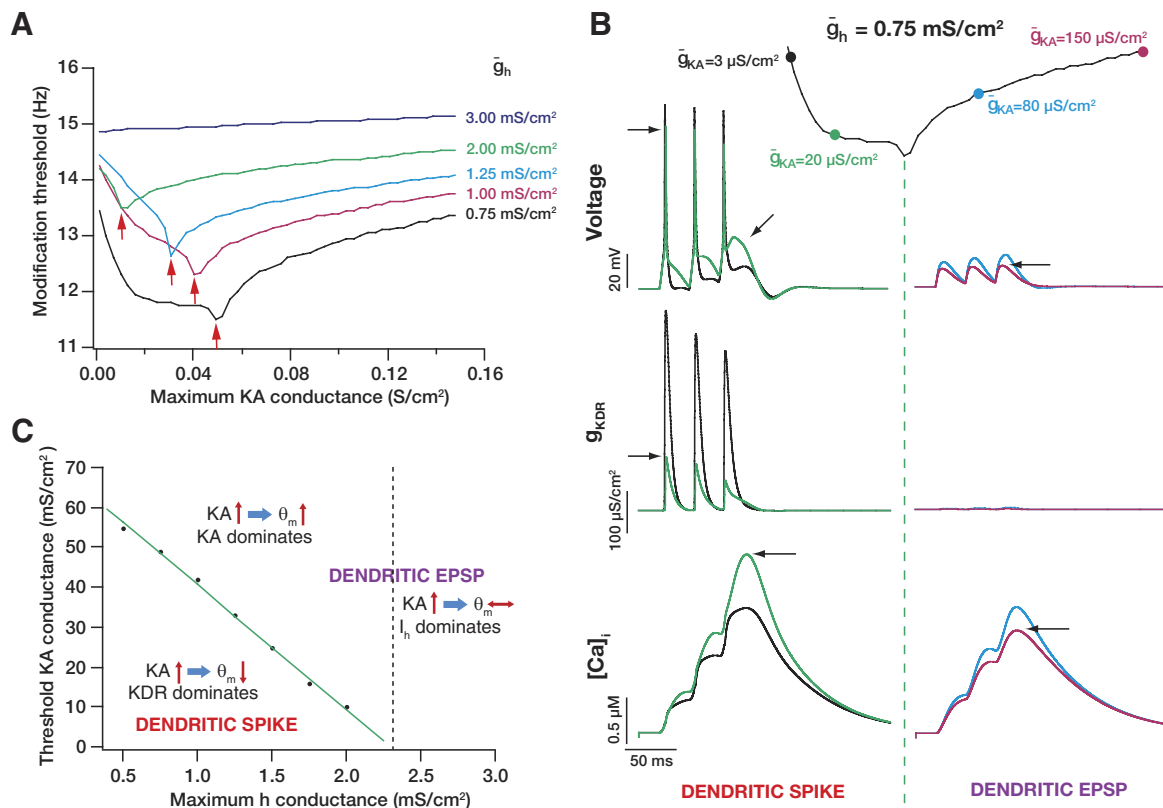 A
Modification threshold (Hz)
16
15
14
13
12
11
0.00
0.04
0.08
0.12
0.16
Maximum KA conductance (S/cm²)
ḡh
3.00 mS/cm²
2.00 mS/cm²
1.25 mS/cm²
1.00 mS/cm²
0.75 mS/cm²
B
ḡh = 0.75 mS/cm²
ḡKA=3 µS/cm²
ḡKA=20 µS/cm²
ḡKA=80 µS/cm²
ḡKA=150 µS/cm²
Voltage
20 mV
gKDR
100 µS/cm²
[Ca]i
0.5 µM
50 ms
DENDRITIC SPIKE
DENDRITIC EPSP
C
Threshold KA conductance (mS/cm²)
70
60
50
40
30
20
10
0
0.5
1.0
1.5
2.0
2.5
3.0
Maximum h conductance (mS/cm²)
KA ↑ ➡ θm ↑
KA dominates
DENDRITIC EPSP
KA ↑ ➡ θm ↔
Ih dominates
KA ↑ ➡ θm ↓
KDR dominates
DENDRITIC SPIKE